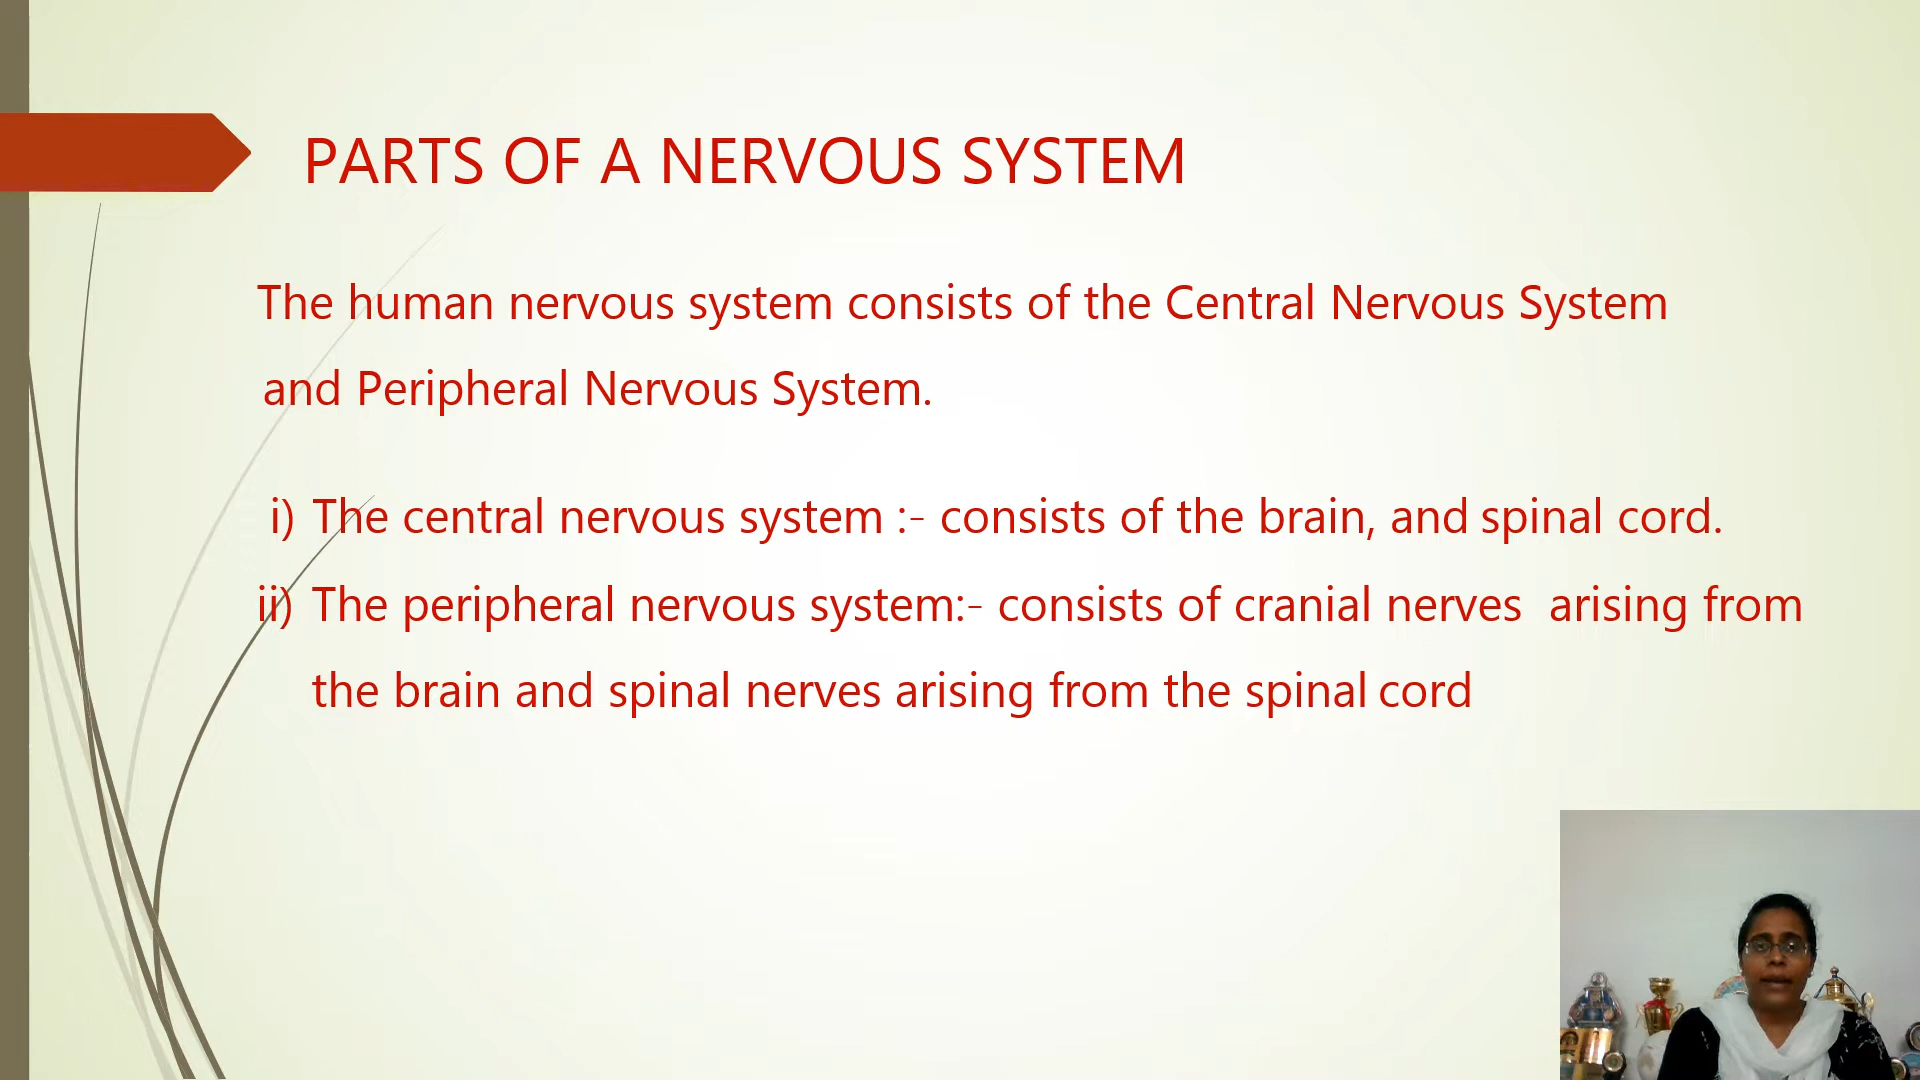 PARTS OF A NERVOUS SYSTEM
The human nervous system consists of the Central Nervous System
and Peripheral Nervous System.
i) The central nervous system :- consists of the brain, and spinal cord.
ii) The peripheral nervous system:- consists of cranial nerves  arising from
the brain and spinal nerves arising from the spinal cord